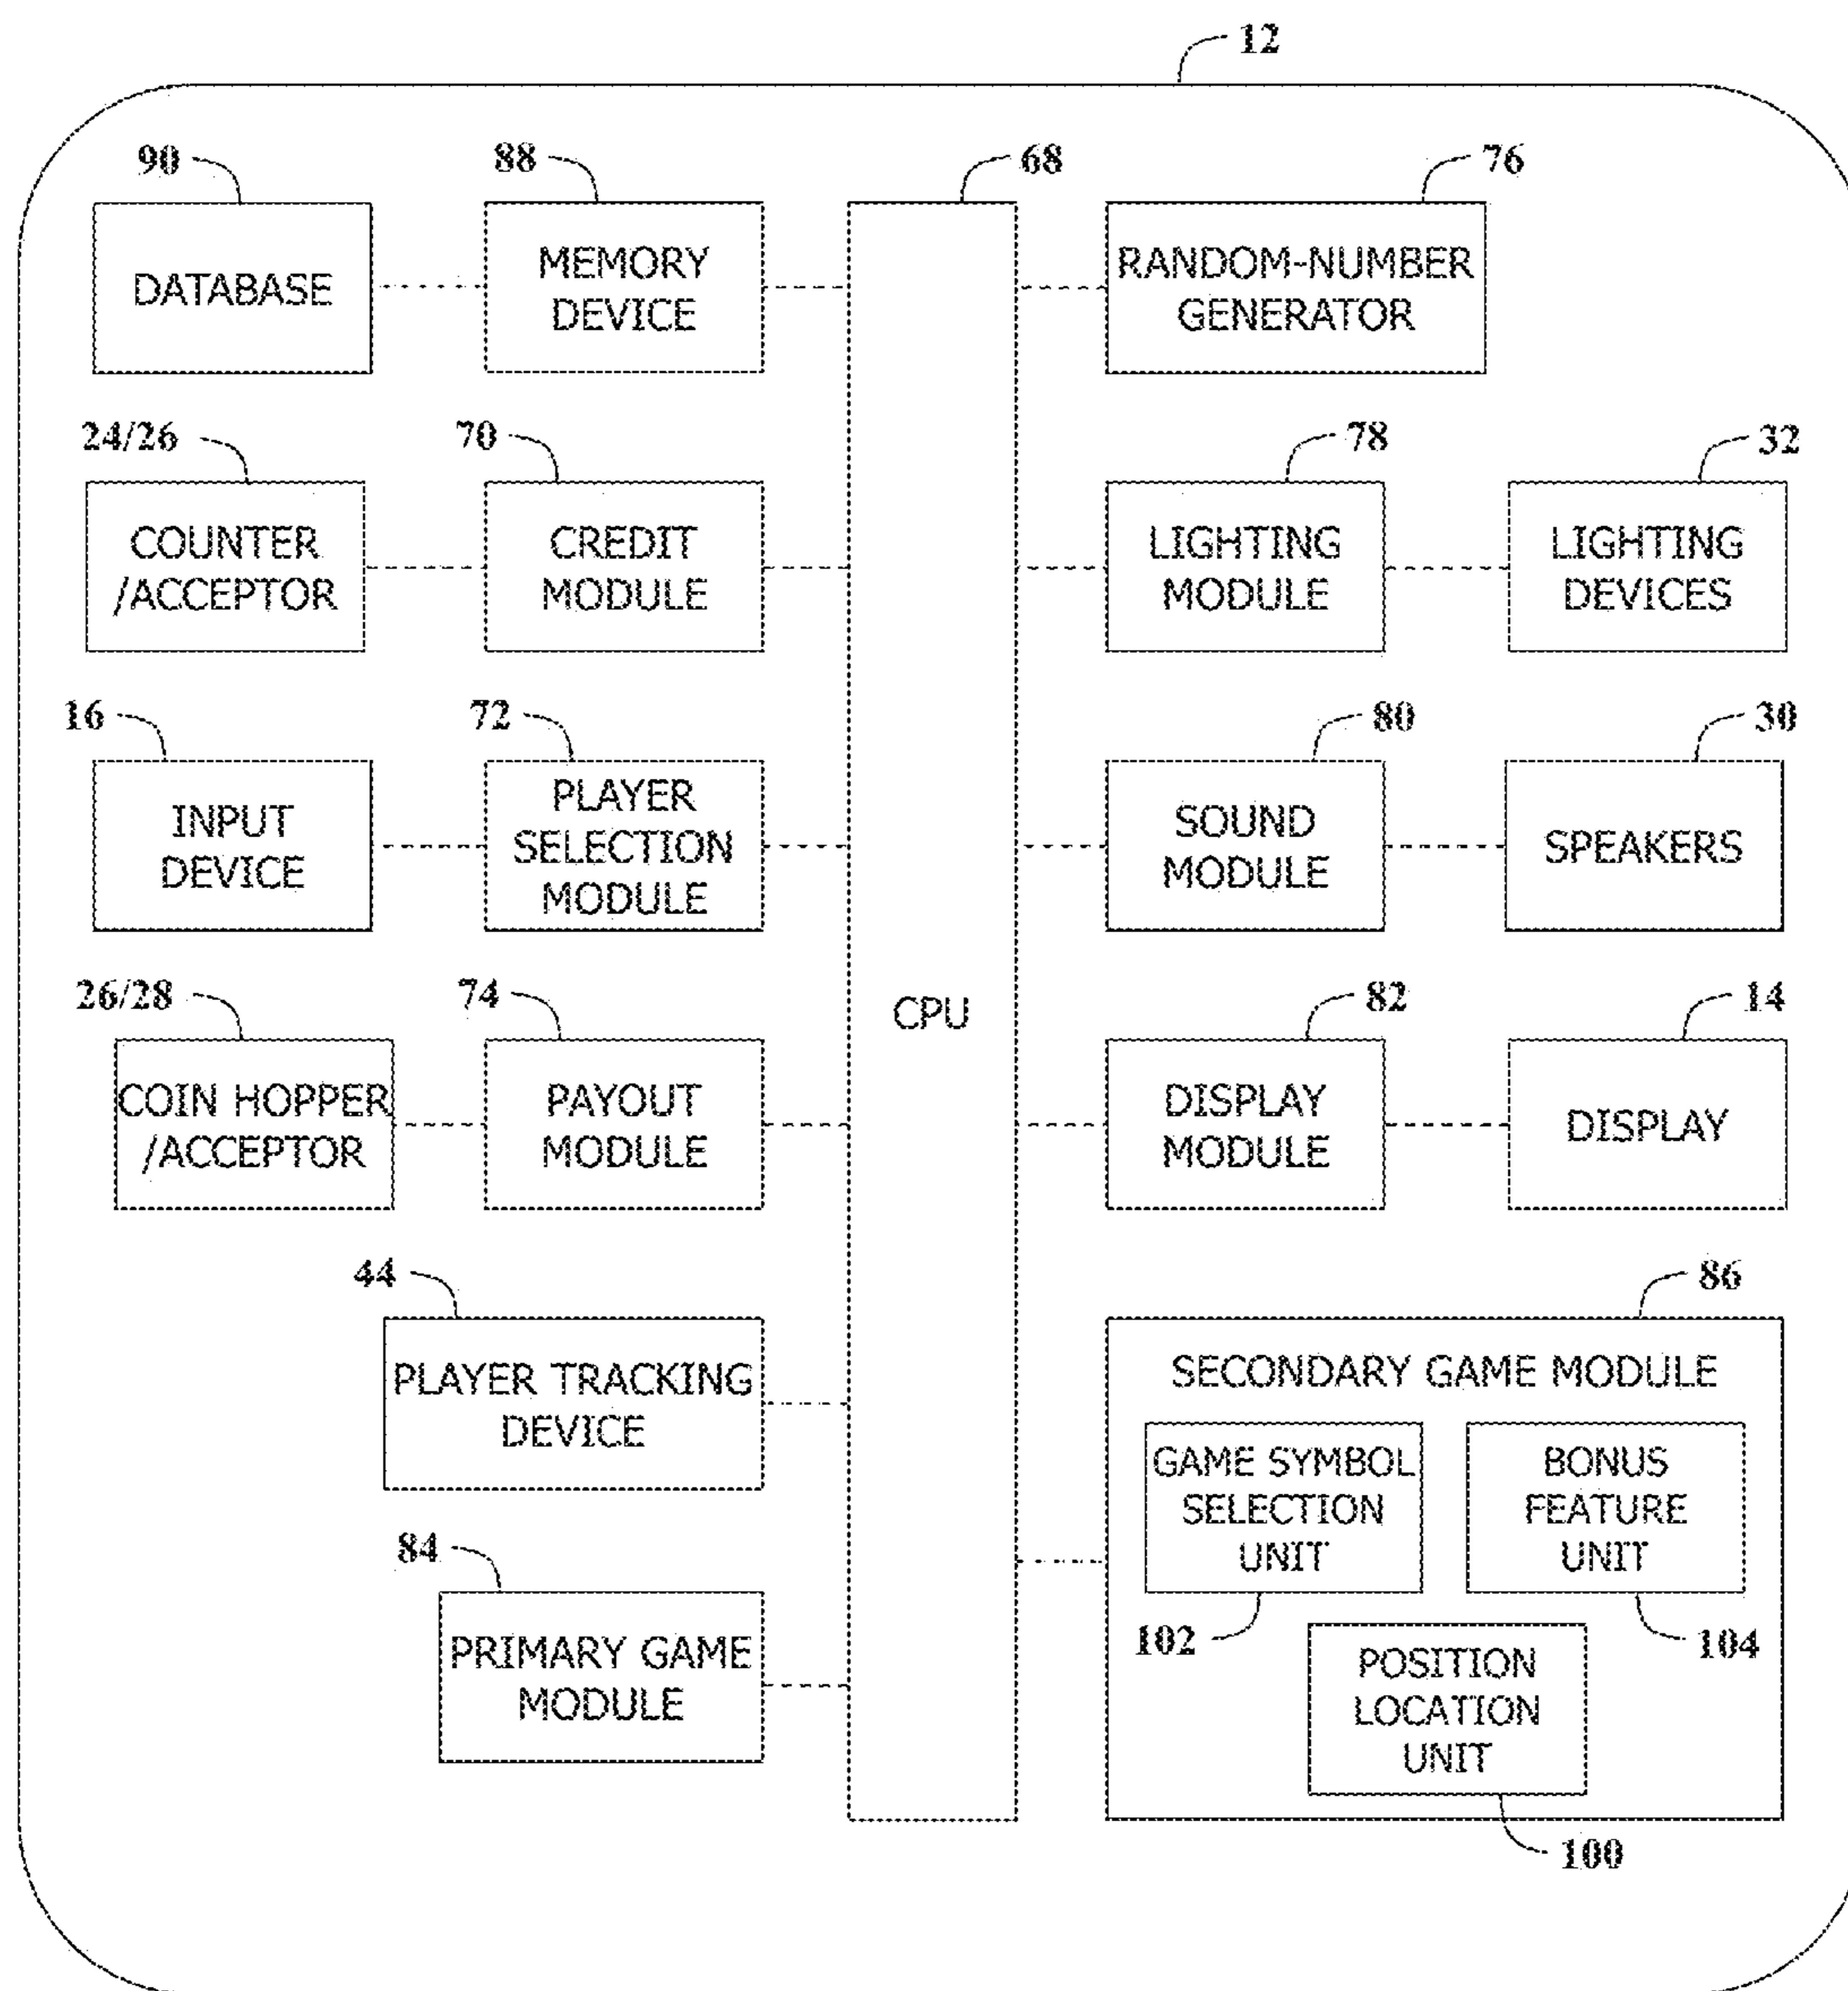 12
90
88
68
76
DATABASE
MEMORY
DEVICE
RANDOM-NUMBER
GENERATOR
24/26
70
78
32
COUNTER
/ACCEPTOR
CREDIT
MODULE
LIGHTING
MODULE
LIGHTING
DEVICES
16
72
80
30
INPUT
DEVICE
PLAYER
SELECTION
MODULE
SOUND
MODULE
SPEAKERS
26/28
74
CPU
82
14
COIN HOPPER
/ACCEPTOR
PAYOUT
MODULE
DISPLAY
MODULE
DISPLAY
44
86
PLAYER TRACKING
DEVICE
SECONDARY GAME MODULE
GAME SYMBOL
SELECTION
UNIT
BONUS
FEATURE
UNIT
84
102
104
PRIMARY GAME
MODULE
POSITION
LOCATION
UNIT
100